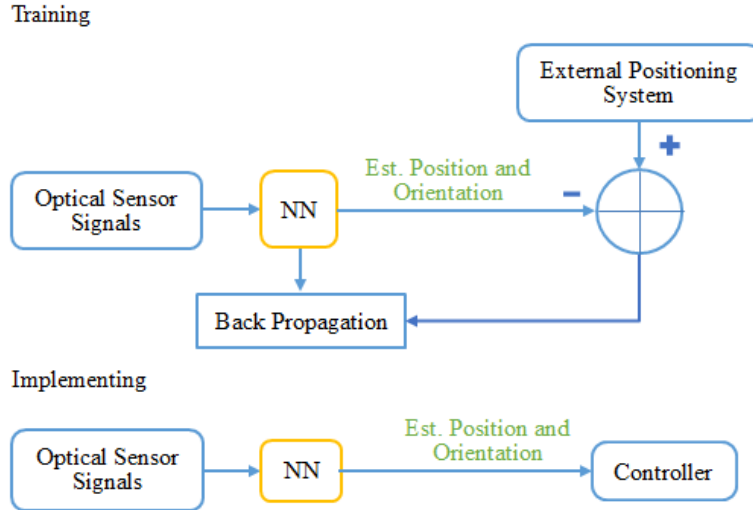 Training
External Positioning
System
+
Est. Position and
Orientation
-
Optical Sensor
Signals
NN
Back Propagation
Implementing
Est. Position and
Orientation
Optical Sensor
Signals
NN
Controller